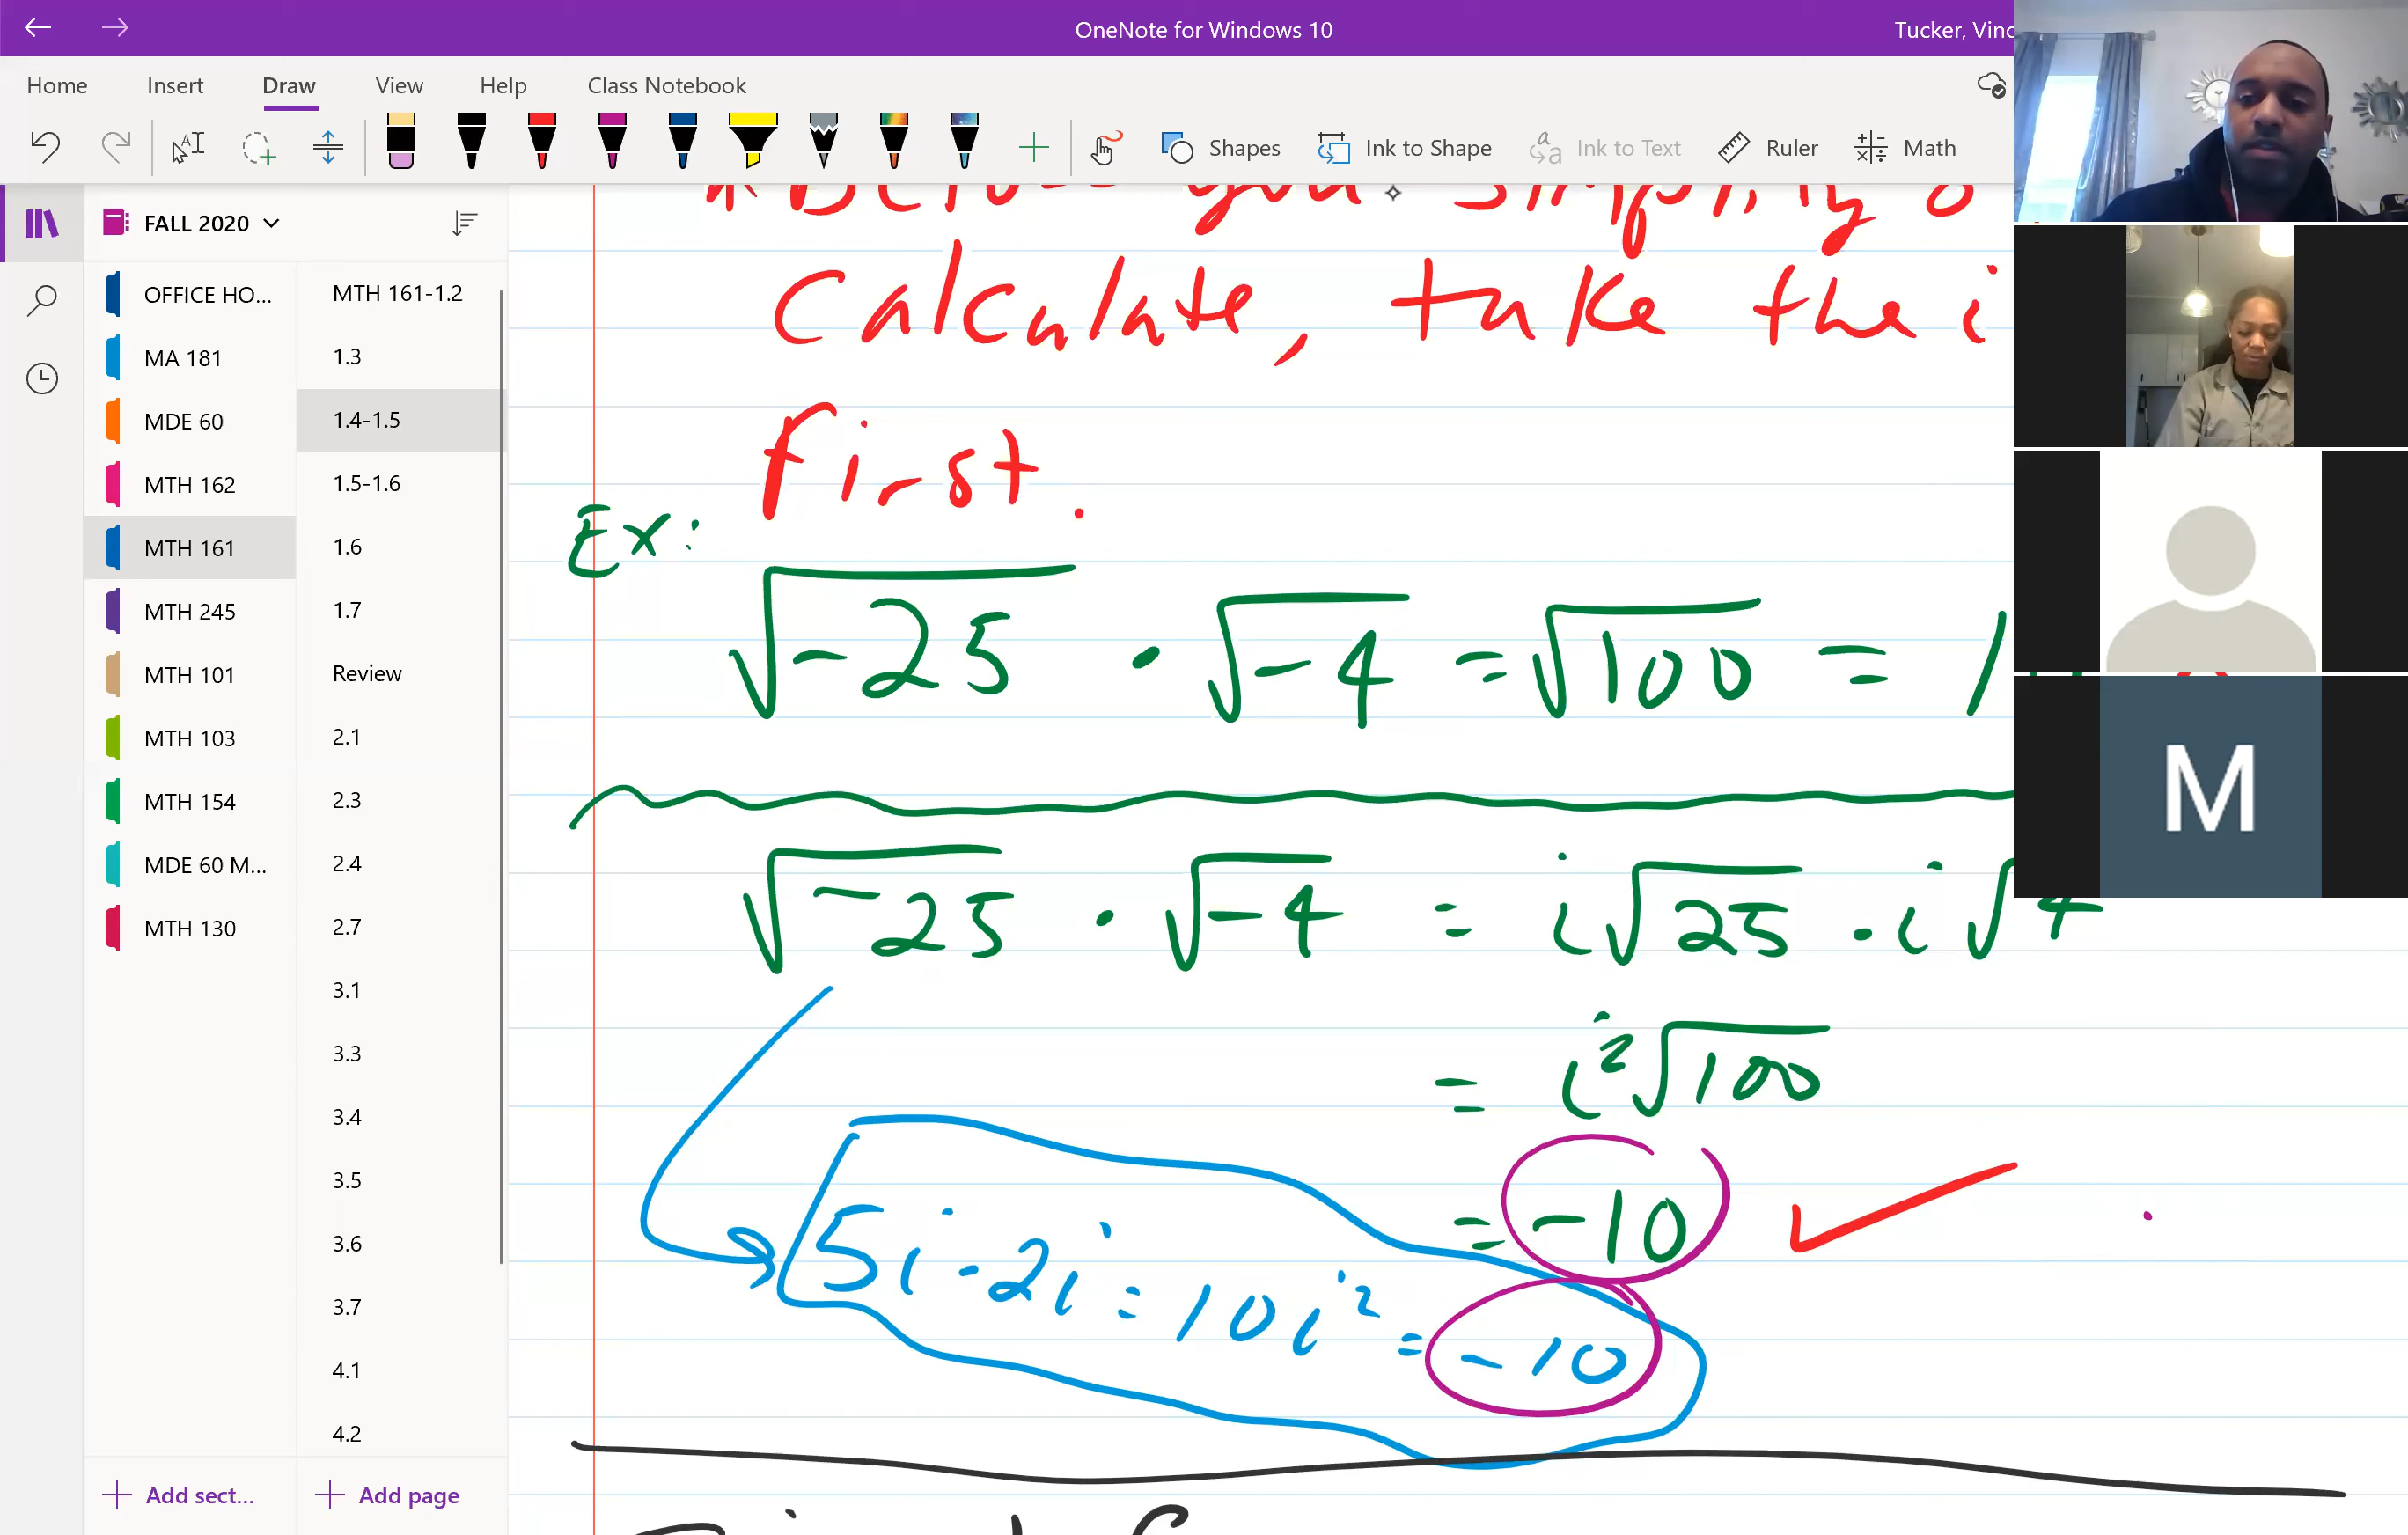 OneNote for Windows 10
Tucker, Vinc
Home Insert Draw View Help Class Notebook
Shapes Ink to Shape Ink to Text Ruler Math
FALL 2020
OFFICE HO...
MA 181
MDE 60
MTH 162
MTH 161
MTH 245
MTH 101
MTH 103
MTH 154
MDE 60 M...
MTH 130
Add sect...
MTH 161-1.2
1.3
1.4-1.5
1.5-1.6
1.6
1.7
Review
2.1
2.3
2.4
2.7
3.1
3.3
3.4
3.5
3.6
3.7
4.1
4.2
Add page
*Before you simplify o
Calculate, take the i
first.
Ex:
√-25 · √-4 = √100 = 1
√-25 · √-4 = i√25 · i√4
= i²√100
= -10
5i · 2i = 10i² = -10
M